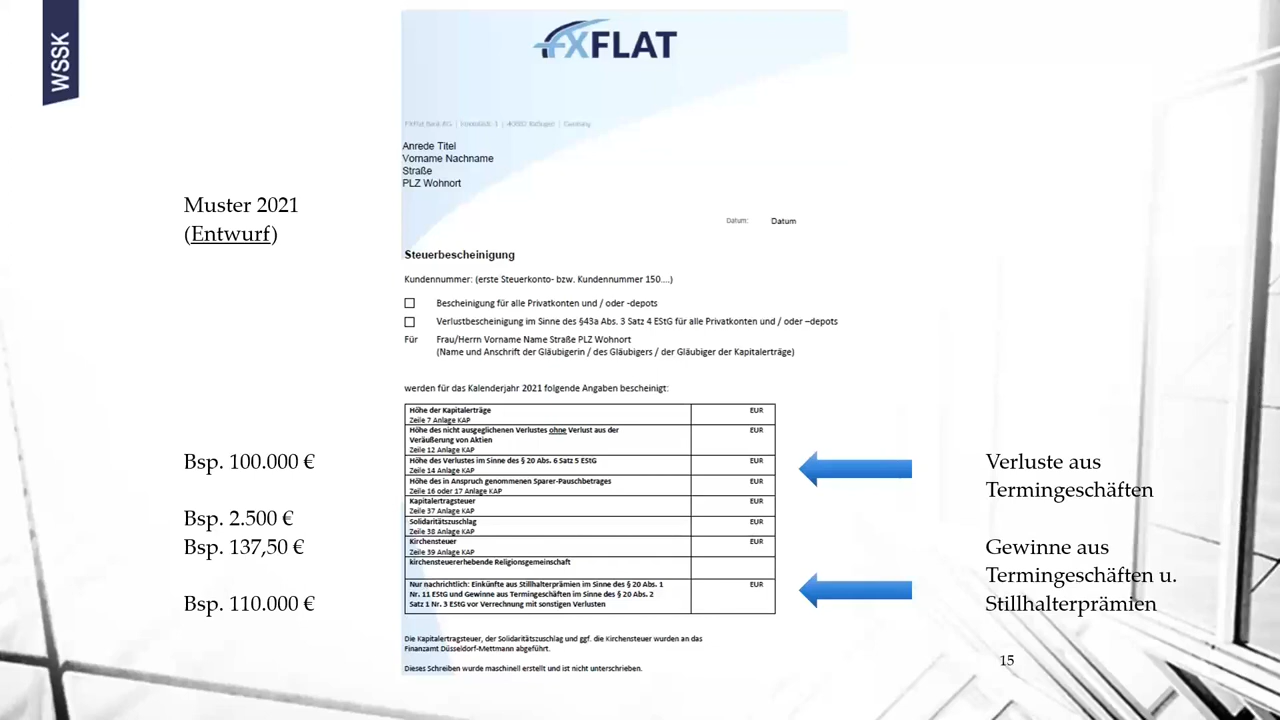 WSSK
FXFLAT
FXFlat Bank AG | Kokkolastr. 1 | 40882 Ratingen | Germany
Anrede Titel
Vorname Nachname
Straße
PLZ Wohnort
Muster 2021
(Entwurf)
Datum: Datum
Steuerbescheinigung
Kundennummer: (erste Steuerkonto- bzw. Kundennummer 150....)
Bescheinigung für alle Privatkonten und / oder -depots
Verlustbescheinigung im Sinne des §43a Abs. 3 Satz 4 EStG für alle Privatkonten und / oder –depots
Für Frau/Herrn Vorname Name Straße PLZ Wohnort
(Name und Anschrift der Gläubigerin / des Gläubigers / der Gläubiger der Kapitalerträge)
werden für das Kalenderjahr 2021 folgende Angaben bescheinigt:
Höhe der Kapitalerträge EUR
Zeile 7 Anlage KAP
Höhe des nicht ausgeglichenen Verlustes ohne Verlust aus der EUR
Veräußerung von Aktien
Zeile 12 Anlage KAP
Höhe des Verlustes im Sinne des § 20 Abs. 6 Satz 5 EStG EUR
Zeile 14 Anlage KAP
Höhe des in Anspruch genommenen Sparer-Pauschbetrages EUR
Zeile 16 oder 17 Anlage KAP
Kapitalertragsteuer EUR
Zeile 37 Anlage KAP
Solidaritätszuschlag EUR
Zeile 38 Anlage KAP
Kirchensteuer EUR
Zeile 39 Anlage KAP
kirchensteuererhebende Religionsgemeinschaft
Nur nachrichtlich: Einkünfte aus Stillhalterprämien im Sinne des § 20 Abs. 1 EUR
Nr. 11 EStG und Gewinne aus Termingeschäften im Sinne des § 20 Abs. 2
Satz 1 Nr. 3 EStG vor Verrechnung mit sonstigen Verlusten
Bsp. 100.000 €
Bsp. 2.500 €
Bsp. 137,50 €
Bsp. 110.000 €
Verluste aus
Termingeschäften
Gewinne aus
Termingeschäften u.
Stillhalterprämien
Die Kapitalertragsteuer, der Solidaritätszuschlag und ggf. die Kirchensteuer wurden an das
Finanzamt Düsseldorf-Mettmann abgeführt.
Dieses Schreiben wurde maschinell erstellt und ist nicht unterschrieben.
15